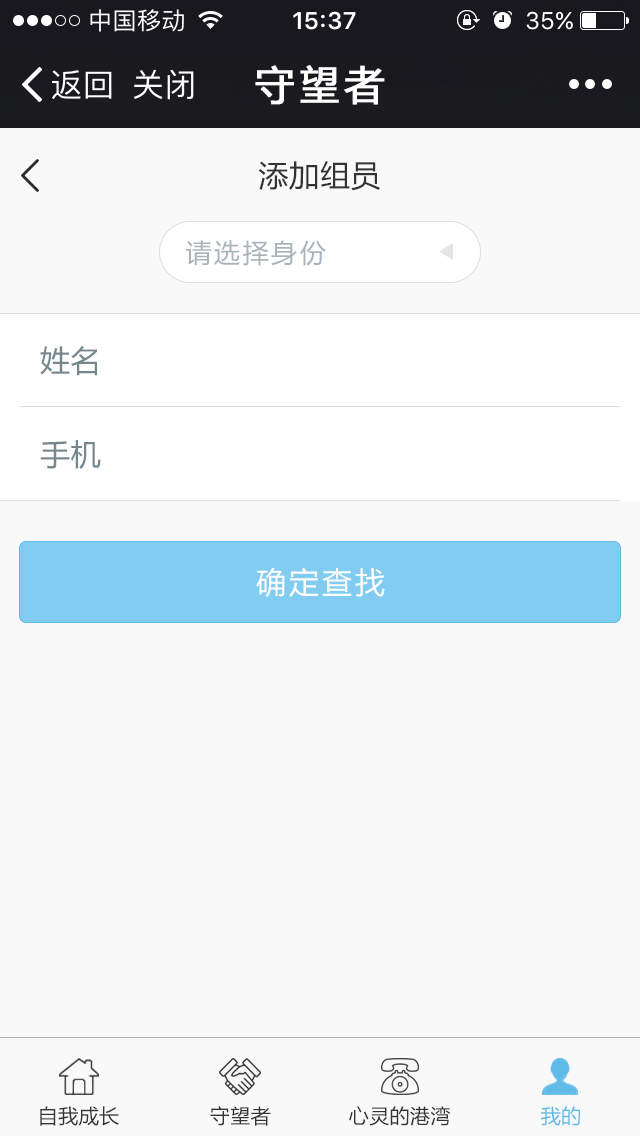 中国移动 15:37 35%
返回 关闭 守望者
添加组员
请选择身份
姓名
手机
确定查找
自我成长 守望者 心灵的港湾 我的